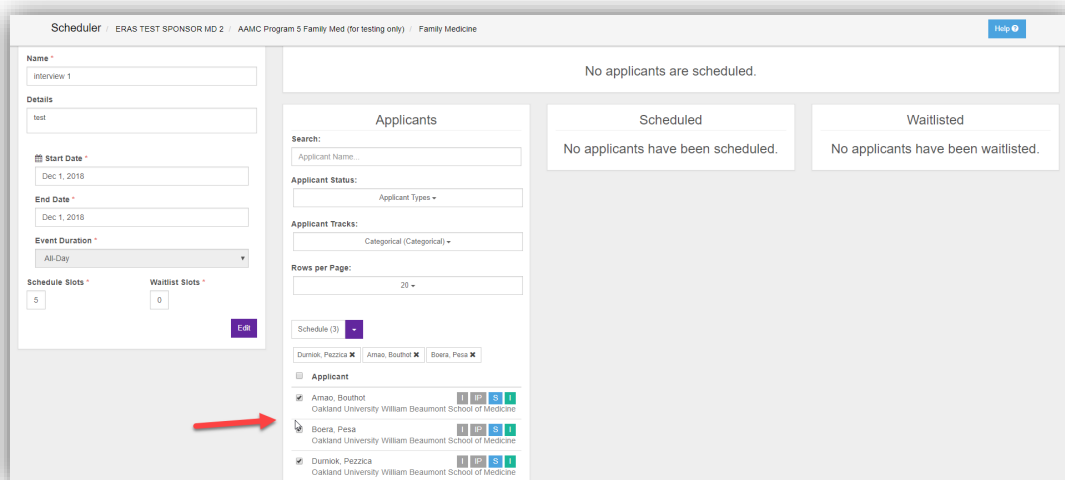 Scheduler / ERAS TEST SPONSOR MD 2 / AAMC Program 5 Family Med (for testing only) / Family Medicine
Help
Name *
interview 1
Details
test
Start Date *
Dec 1, 2018
End Date *
Dec 1, 2018
Event Duration *
All-Day
Schedule Slots *
Waitlist Slots *
5
0
Edit
No applicants are scheduled.
Applicants
Search:
Applicant Name...
Applicant Status:
Applicant Types
Applicant Tracks:
Categorical (Categorical)
Rows per Page:
20
Schedule (3)
Durniok, Pezzica ✖ Arnao, Bouthot ✖ Boera, Pesa ✖
Applicant
Arnao, Bouthot I IP S I
Oakland University William Beaumont School of Medicine
Boera, Pesa I IP S I
Oakland University William Beaumont School of Medicine
Durniok, Pezzica I IP S I
Oakland University William Beaumont School of Medicine
Scheduled
No applicants have been scheduled.
Waitlisted
No applicants have been waitlisted.